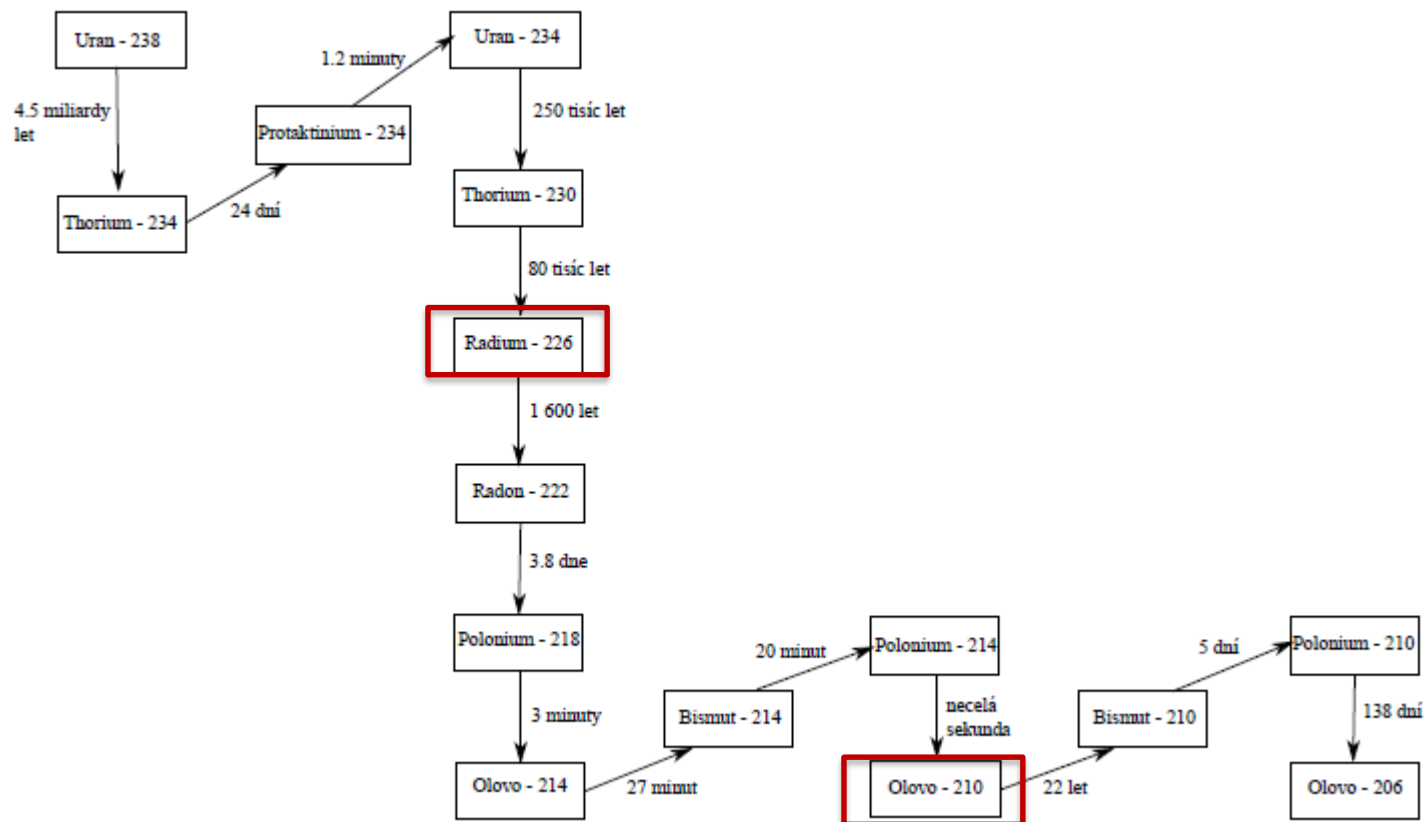 Uran - 238
4.5 miliardy
let
Thorium - 234
24 dní
Protaktinium - 234
1.2 minuty
Uran - 234
250 tisíc let
Thorium - 230
80 tisíc let
Radium - 226
1 600 let
Radon - 222
3.8 dne
Polonium - 218
3 minuty
Olovo - 214
27 minut
Bismut - 214
20 minut
Polonium - 214
necelá
sekunda
Olovo - 210
22 let
Bismut - 210
5 dní
Polonium - 210
138 dní
Olovo - 206